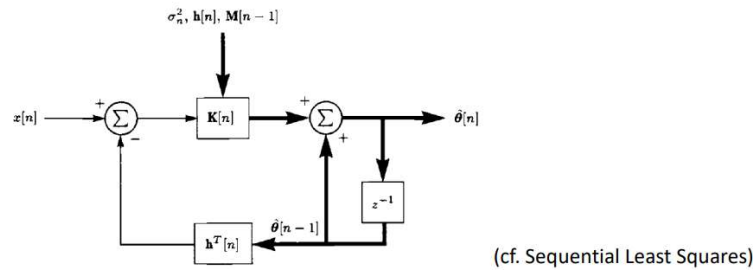 σ²ₙ, h[n], M[n − 1]
x[n]
+
Σ
−
K[n]
+
Σ
+
θ̂[n]
z⁻¹
hᵀ[n]
θ̂[n − 1]
(cf. Sequential Least Squares)